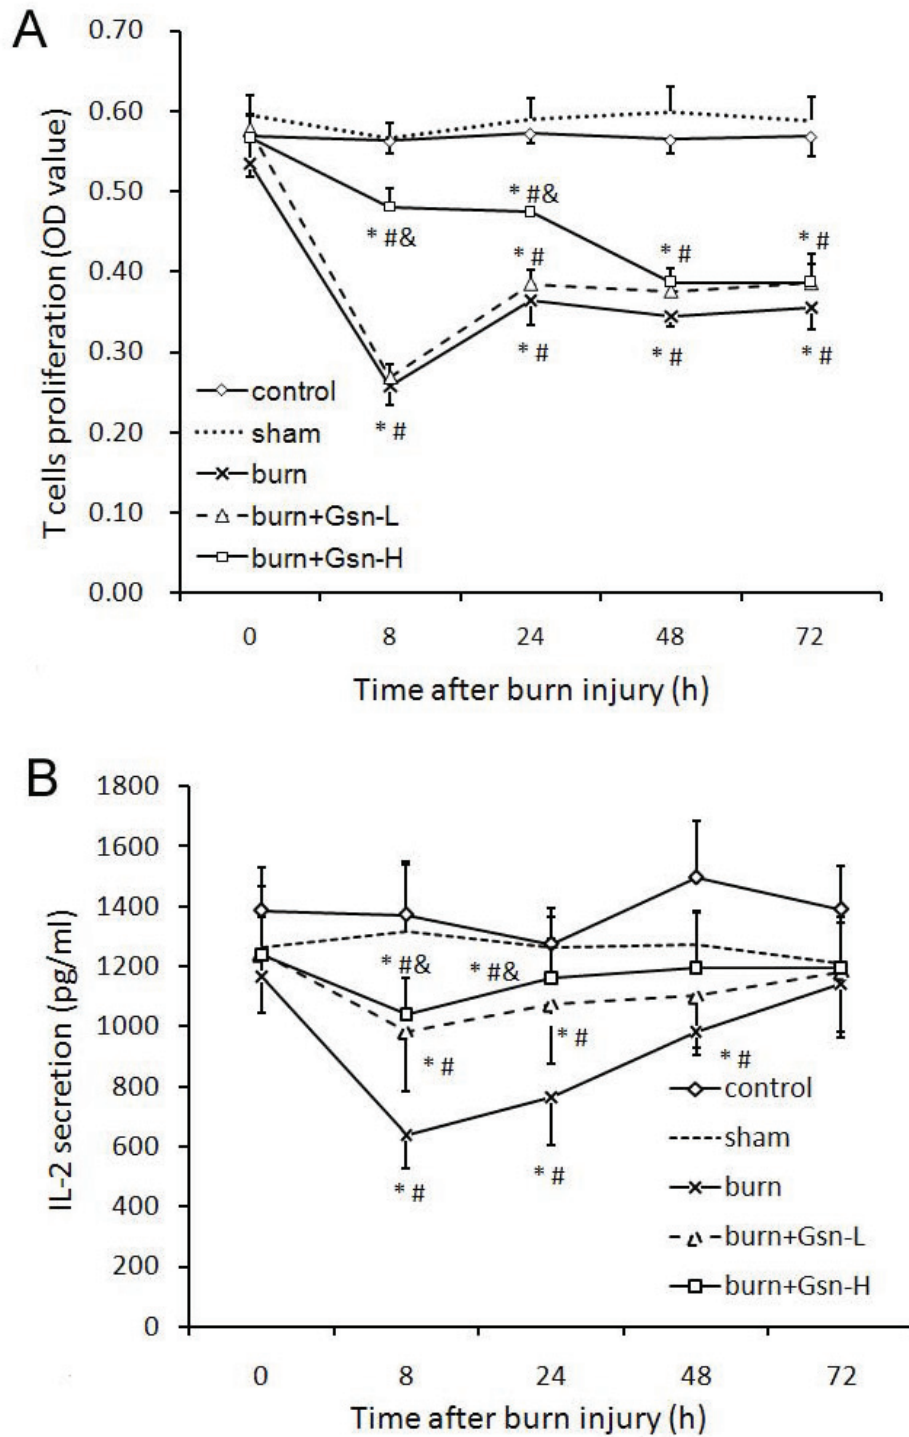 A
0.70
0.60
0.50
0.40
0.30
0.20
0.10
0.00
T cells proliferation (OD value)
* #&
* #&
* #
* #
* #
* #
* #
* #
* #
control
sham
burn
burn+Gsn-L
burn+Gsn-H
0 8 24 48 72
Time after burn injury (h)
B
1800
1600
1400
1200
1000
800
600
400
200
0
IL-2 secretion (pg/ml)
* #&
* #&
* #
* #
* #
* #
* #
control
sham
burn
burn+Gsn-L
burn+Gsn-H
0 8 24 48 72
Time after burn injury (h)